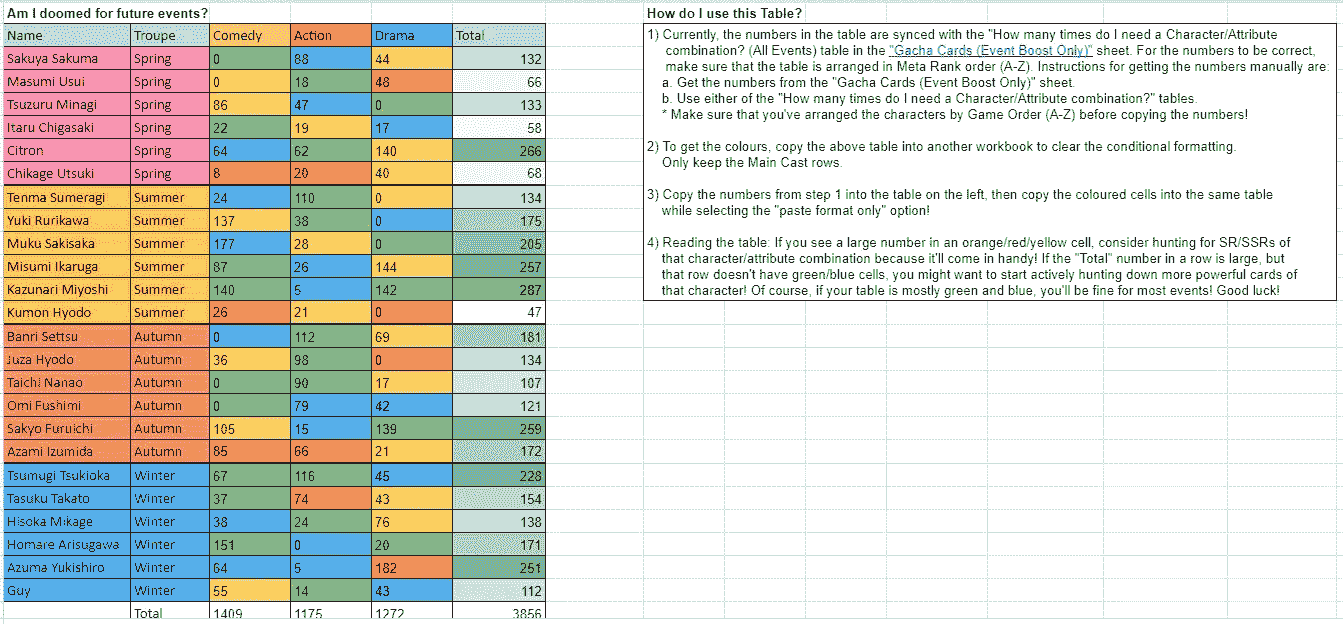 Am I doomed for future events?
Name Troupe Comedy Action Drama Total
Sakuya Sakuma Spring 0 88 44 132
Masumi Usui Spring 0 18 48 66
Tsuzuru Minagi Spring 86 47 0 133
Itaru Chigasaki Spring 22 19 17 58
Citron Spring 64 62 140 266
Chikage Utsuki Spring 8 20 40 68
Tenma Sumeragi Summer 24 110 0 134
Yuki Rurikawa Summer 137 38 0 175
Muku Sakisaka Summer 177 28 0 205
Misumi Ikaruga Summer 87 26 144 257
Kazunari Miyoshi Summer 140 5 142 287
Kumon Hyodo Summer 26 21 0 47
Banri Settsu Autumn 0 112 69 181
Juza Hyodo Autumn 36 98 0 134
Taichi Nanao Autumn 0 90 17 107
Omi Fushimi Autumn 0 79 42 121
Sakyo Furuichi Autumn 105 15 139 259
Azami Izumida Autumn 85 66 21 172
Tsumugi Tsukioka Winter 67 116 45 228
Tasuku Takato Winter 37 74 43 154
Hisoka Mikage Winter 38 24 76 138
Homare Arisugawa Winter 151 0 20 171
Azuma Yukishiro Winter 64 5 182 251
Guy Winter 55 14 43 112
Total 1409 1175 1272 3856
How do I use this Table?
1) Currently, the numbers in the table are synced with the "How many times do I need a Character/Attribute
combination? (All Events) table in the "Gacha Cards (Event Boost Only)" sheet. For the numbers to be correct,
make sure that the table is arranged in Meta Rank order (A-Z). Instructions for getting the numbers manually are:
a. Get the numbers from the "Gacha Cards (Event Boost Only)" sheet.
b. Use either of the "How many times do I need a Character/Attribute combination?" tables.
* Make sure that you've arranged the characters by Game Order (A-Z) before copying the numbers!
2) To get the colours, copy the above table into another workbook to clear the conditional formatting.
Only keep the Main Cast rows.
3) Copy the numbers from step 1 into the table on the left, then copy the coloured cells into the same table
while selecting the "paste format only" option!
4) Reading the table: If you see a large number in an orange/red/yellow cell, consider hunting for SR/SSRs of
that character/attribute combination because it'll come in handy! If the "Total" number in a row is large, but
that row doesn't have green/blue cells, you might want to start actively hunting down more powerful cards of
that character! Of course, if your table is mostly green and blue, you'll be fine for most events! Good luck!